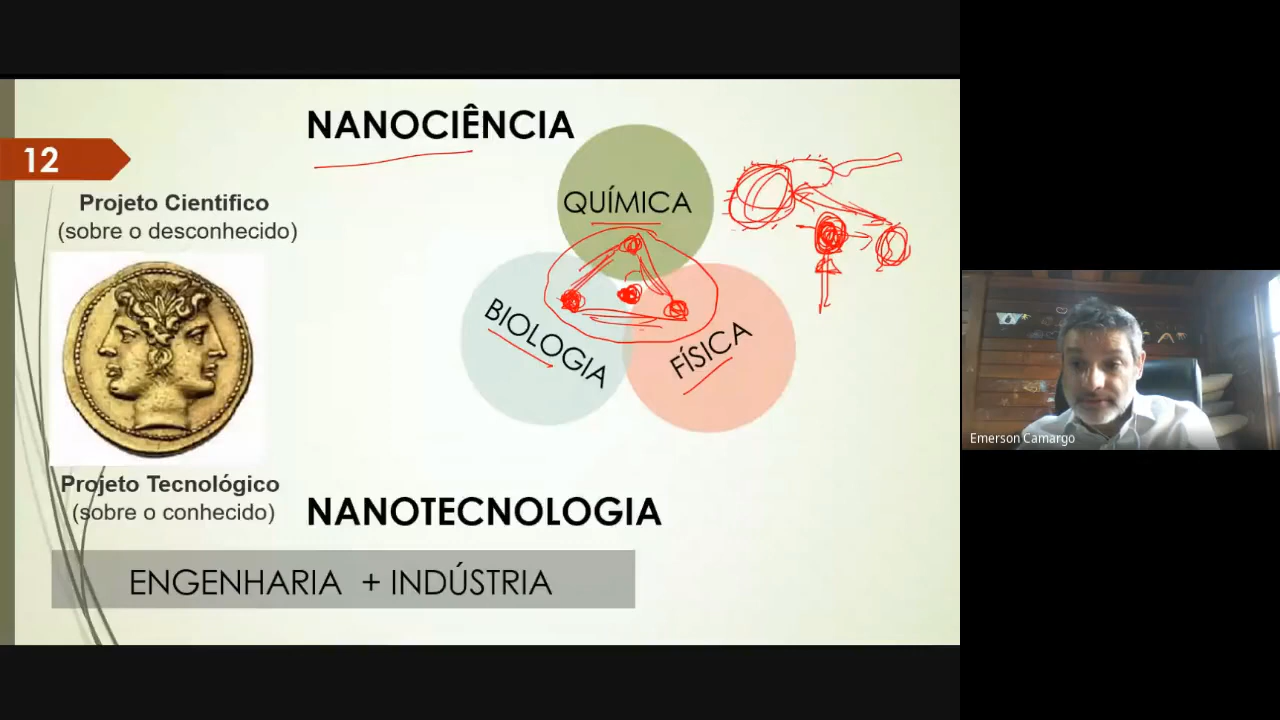 NANOCIÊNCIA
12
Projeto Cientifico
(sobre o desconhecido)
QUÍMICA
BIOLOGIA
FÍSICA
Emerson Camargo
Projeto Tecnológico
(sobre o conhecido)
NANOTECNOLOGIA
ENGENHARIA + INDÚSTRIA